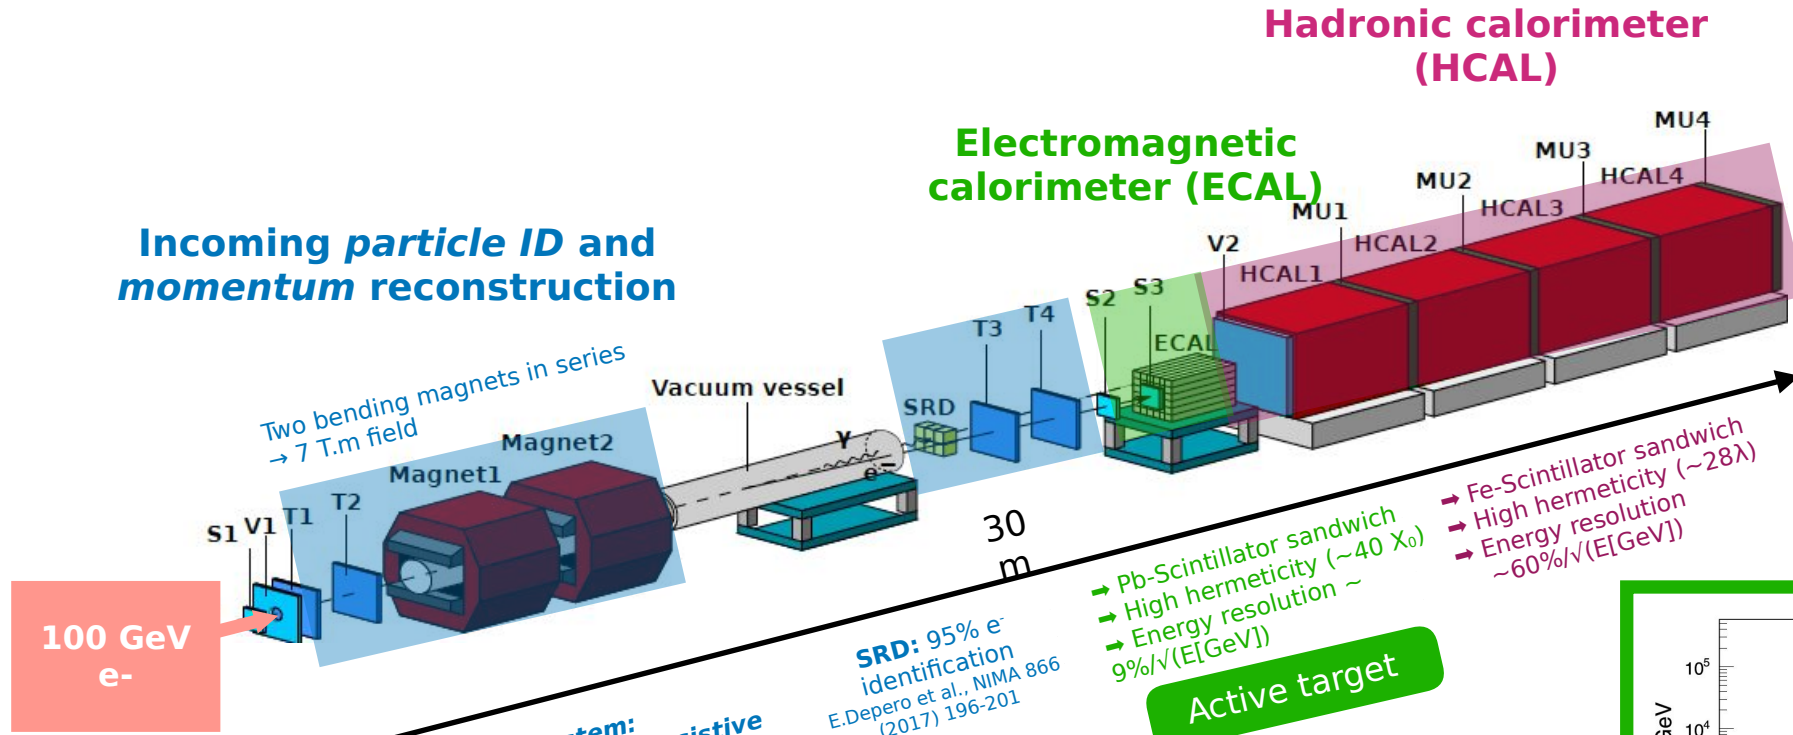 Hadronic calorimeter
(HCAL)
Electromagnetic
calorimeter (ECAL)
Incoming particle ID and
momentum reconstruction
Two bending magnets in series
→ 7 T.m field
S1
V1
T1
T2
Magnet1
Magnet2
Vacuum vessel
γ
e−
SRD
T3
T4
S2
S3
ECAL
V2
HCAL1
MU1
HCAL2
MU2
HCAL3
MU3
HCAL4
MU4
100 GeV
e-
30
m
➡ Fe-Scintillator sandwich
➡ High hermeticity (~28λ)
➡ Energy resolution
~60%/√(E[GeV])
➡ Pb-Scintillator sandwich
➡ High hermeticity (~40 X₀)
➡ Energy resolution ~
9%/√(E[GeV])
Active target
SRD: 95% e⁻
identification
E.Depero et al., NIMA 866
(2017) 196-201
10⁵
10⁴